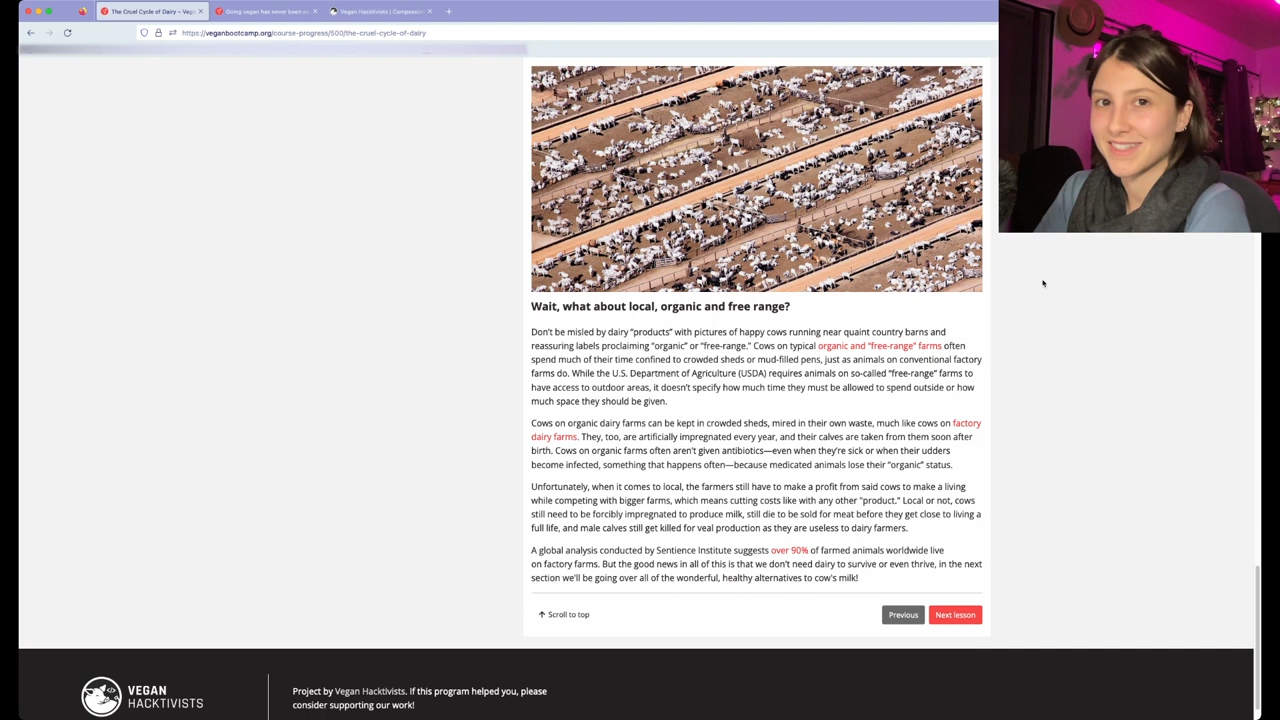 The Cruel Cycle of Dairy – Vega
Going vegan has never been e
Vegan Hacktivists | Compassion
https://veganbootcamp.org/course-progress/500/the-cruel-cycle-of-dairy
Wait, what about local, organic and free range?
Don't be misled by dairy “products” with pictures of happy cows running near quaint country barns and
reassuring labels proclaiming “organic” or “free-range.” Cows on typical organic and “free-range” farms often
spend much of their time confined to crowded sheds or mud-filled pens, just as animals on conventional factory
farms do. While the U.S. Department of Agriculture (USDA) requires animals on so-called “free-range” farms to
have access to outdoor areas, it doesn’t specify how much time they must be allowed to spend outside or how
much space they should be given.
Cows on organic dairy farms can be kept in crowded sheds, mired in their own waste, much like cows on factory
dairy farms. They, too, are artificially impregnated every year, and their calves are taken from them soon after
birth. Cows on organic farms often aren’t given antibiotics—even when they’re sick or when their udders
become infected, something that happens often—because medicated animals lose their “organic” status.
Unfortunately, when it comes to local, the farmers still have to make a profit from said cows to make a living
while competing with bigger farms, which means cutting costs like with any other "product." Local or not, cows
still need to be forcibly impregnated to produce milk, still die to be sold for meat before they get close to living a
full life, and male calves still get killed for veal production as they are useless to dairy farmers.
A global analysis conducted by Sentience Institute suggests over 90% of farmed animals worldwide live
on factory farms. But the good news in all of this is that we don't need dairy to survive or even thrive, in the next
section we'll be going over all of the wonderful, healthy alternatives to cow's milk!
Scroll to top
Previous
Next lesson
VEGAN
HACKTIVISTS
Project by Vegan Hacktivists. If this program helped you, please
consider supporting our work!